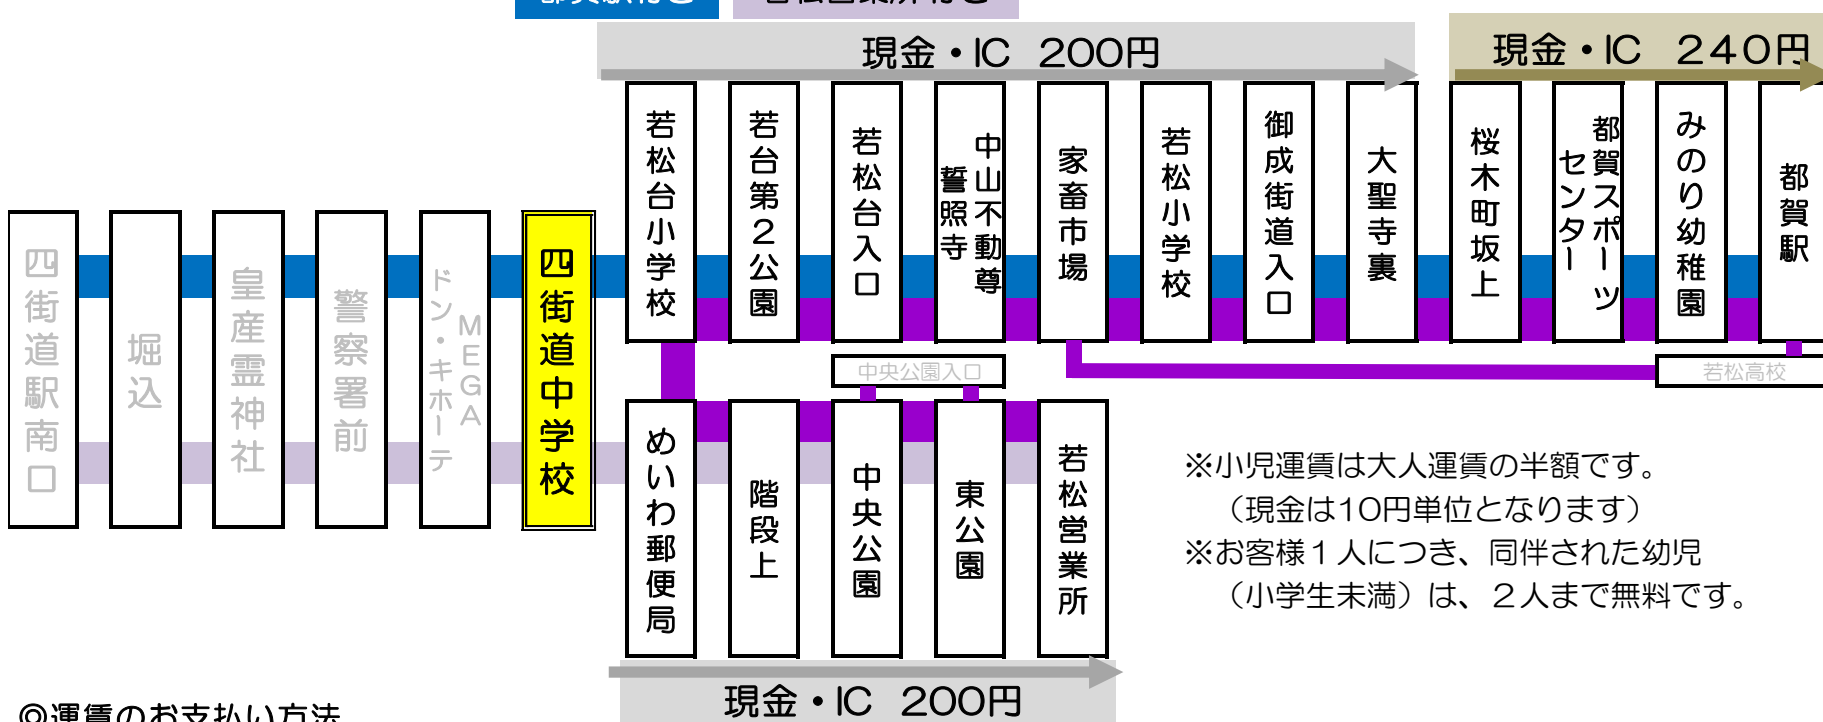 現金・IC 200円
現金・IC 240円
四街道駅南口
堀込
皇産霊神社
警察署前
MEGA
ドン・キホーテ
四街道中学校
若松台小学校
若台第2公園
若松台入口
中山不動尊
誓照寺
家畜市場
若松小学校
御成街道入口
大聖寺裏
桜木町坂上
都賀スポーツ
センター
みのり幼稚園
都賀駅
中央公園入口
若松高校
めいわ郵便局
階段上
中央公園
東公園
若松営業所
※小児運賃は大人運賃の半額です。
（現金は10円単位となります）
※お客様１人につき、同伴された幼児
（小学生未満）は、２人まで無料です。
現金・IC 200円
◎運賃のお支払い方法